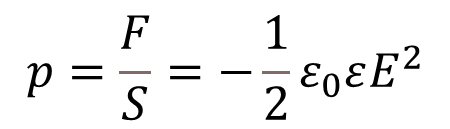 p = F/S = − 1/2 ε₀εE²